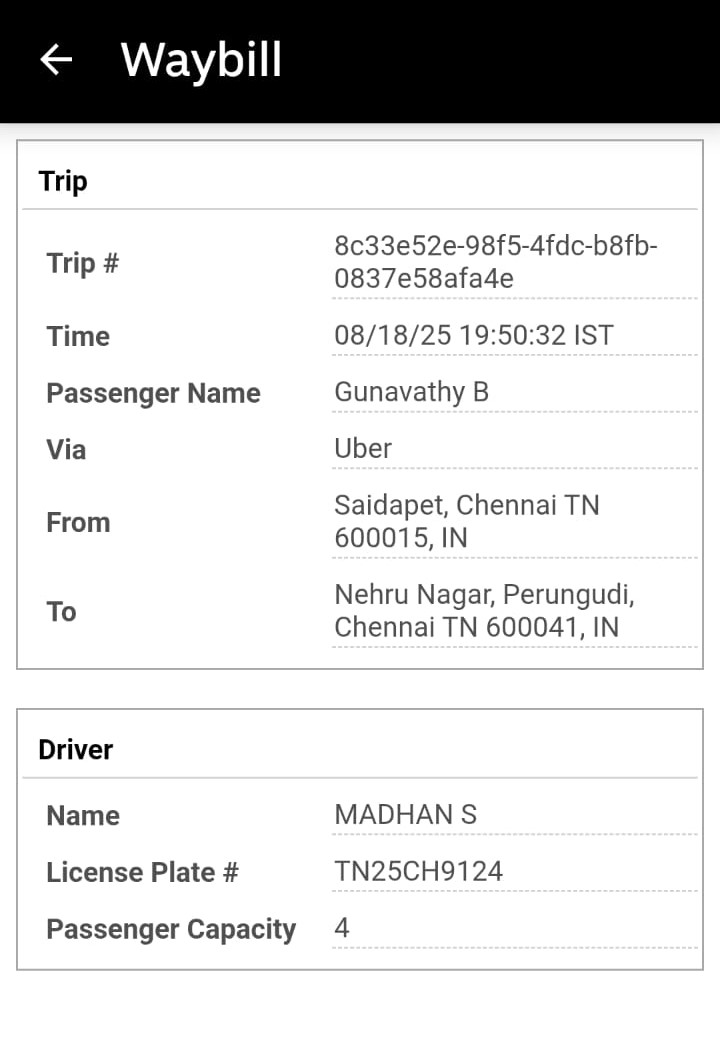 Waybill
Trip
Trip # 8c33e52e-98f5-4fdc-b8fb-
0837e58afa4e
Time 08/18/25 19:50:32 IST
Passenger Name Gunavathy B
Via Uber
From Saidapet, Chennai TN
600015, IN
To Nehru Nagar, Perungudi,
Chennai TN 600041, IN
Driver
Name MADHAN S
License Plate # TN25CH9124
Passenger Capacity 4